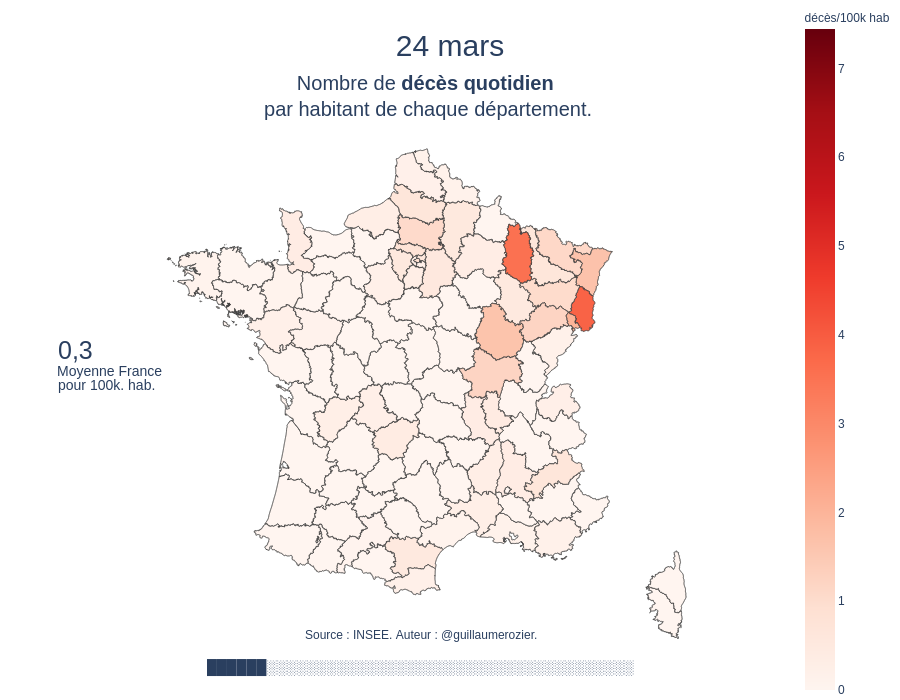 décès/100k hab
24 mars
Nombre de décès quotidien
par habitant de chaque département.
7
6
5
4
3
2
1
0
0,3
Moyenne France
pour 100k. hab.
Source : INSEE. Auteur : @guillaumerozier.